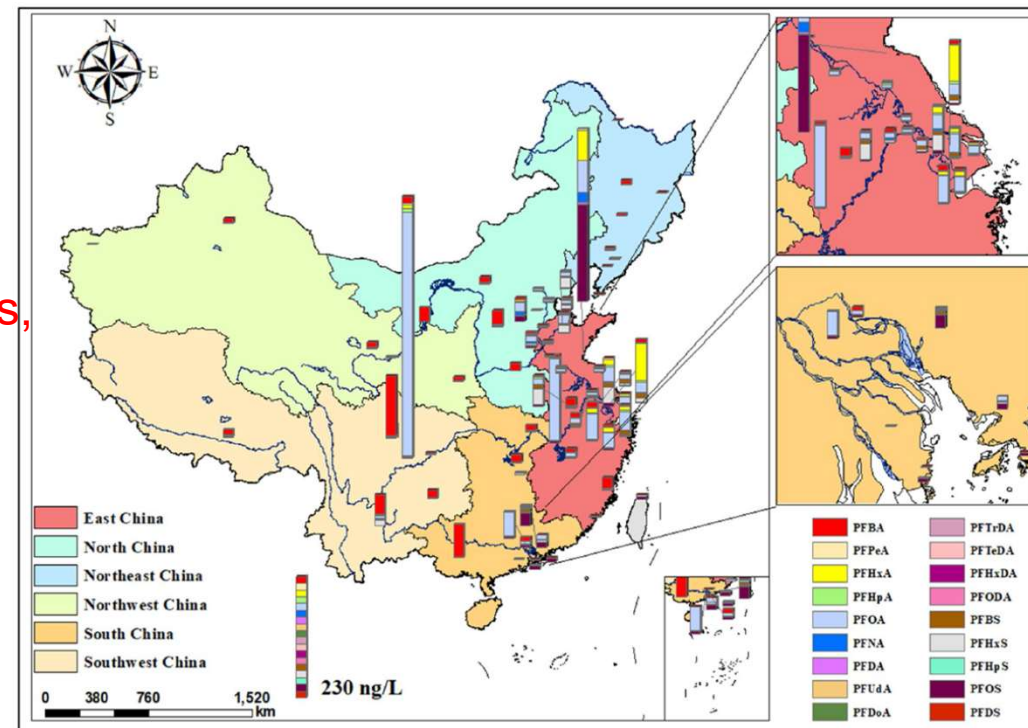 s,
N
W E
S
East China
North China
Northeast China
Northwest China
South China
Southwest China
0 380 760 1,520
km
230 ng/L
PFBA PFTrDA
PFPeA PFTeDA
PFHxA PFHxDA
PFHpA PFODA
PFOA PFBS
PFNA PFHxS
PFDA PFHpS
PFUdA PFOS
PFDoA PFDS